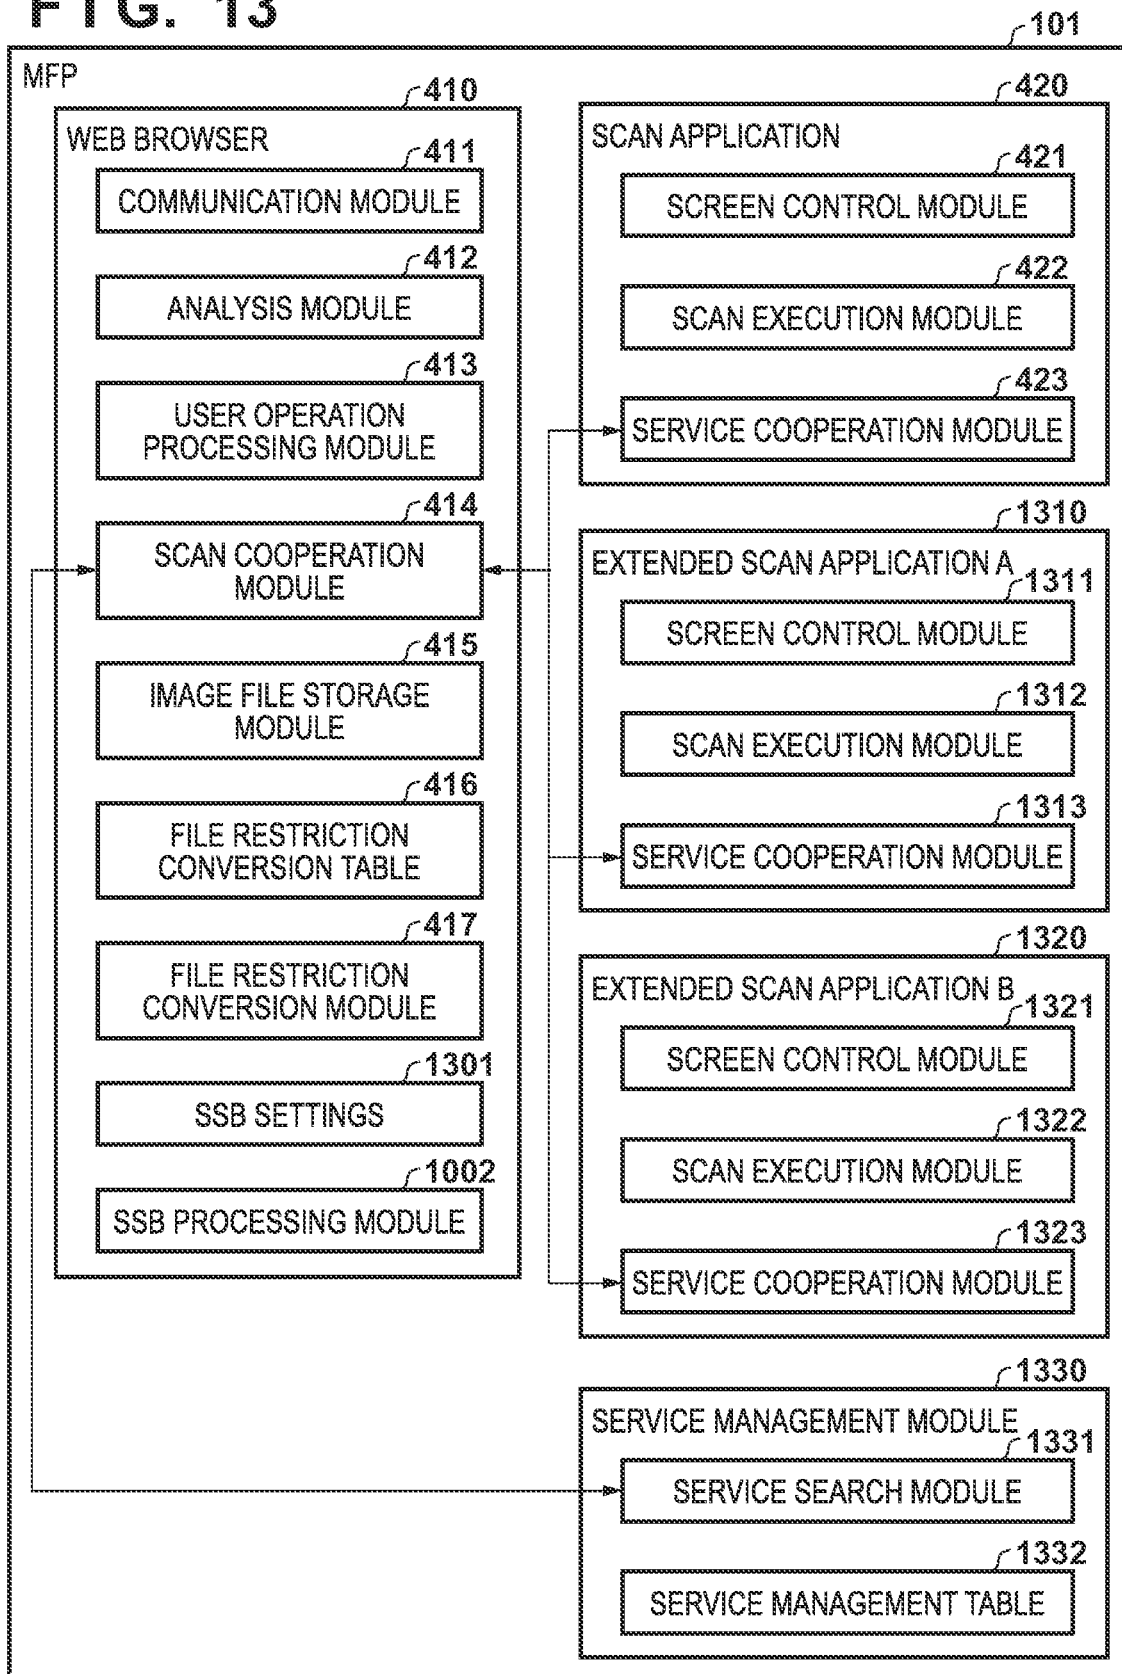 FIG. 13
101
MFP
410
WEB BROWSER
411
COMMUNICATION MODULE
412
ANALYSIS MODULE
413
USER OPERATION
PROCESSING MODULE
414
SCAN COOPERATION
MODULE
415
IMAGE FILE STORAGE
MODULE
416
FILE RESTRICTION
CONVERSION TABLE
417
FILE RESTRICTION
CONVERSION MODULE
1301
SSB SETTINGS
1002
SSB PROCESSING MODULE
420
SCAN APPLICATION
421
SCREEN CONTROL MODULE
422
SCAN EXECUTION MODULE
423
SERVICE COOPERATION MODULE
1310
EXTENDED SCAN APPLICATION A
1311
SCREEN CONTROL MODULE
1312
SCAN EXECUTION MODULE
1313
SERVICE COOPERATION MODULE
1320
EXTENDED SCAN APPLICATION B
1321
SCREEN CONTROL MODULE
1322
SCAN EXECUTION MODULE
1323
SERVICE COOPERATION MODULE
1330
SERVICE MANAGEMENT MODULE
1331
SERVICE SEARCH MODULE
1332
SERVICE MANAGEMENT TABLE